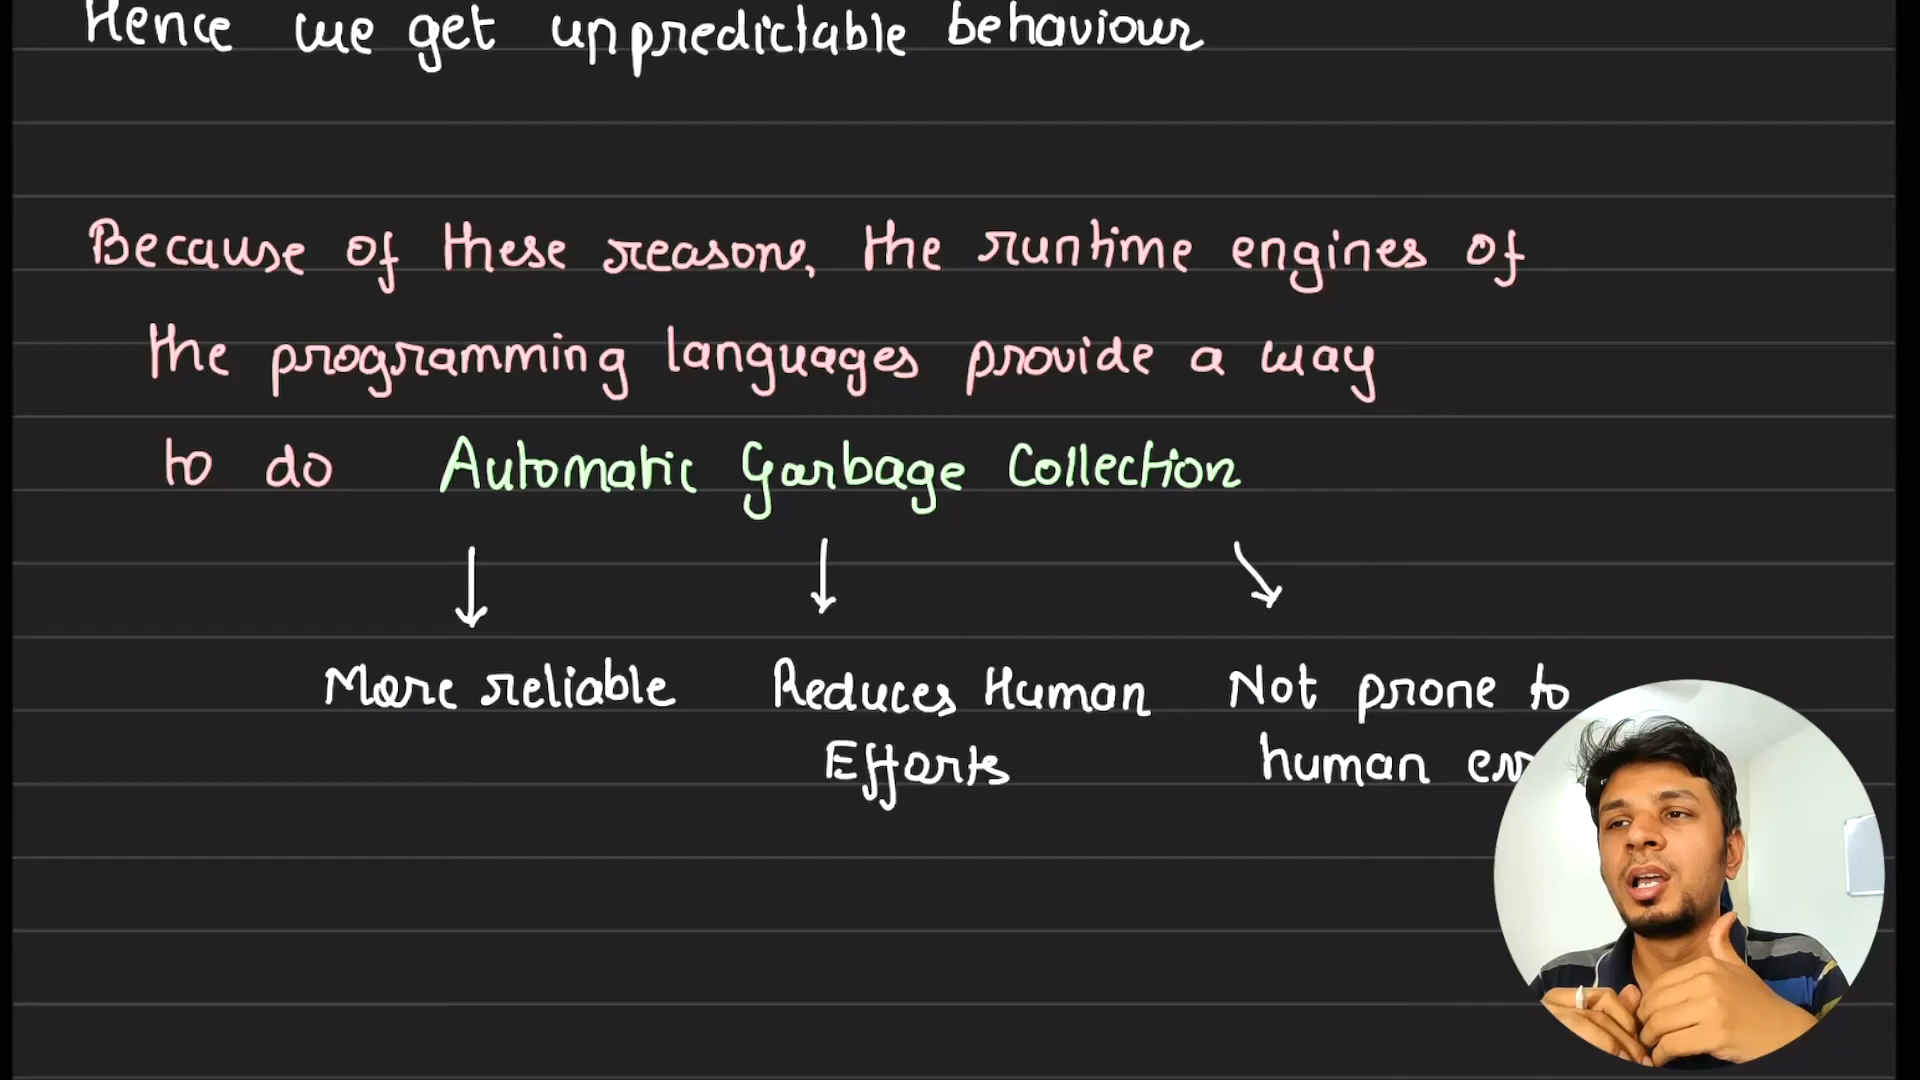 Hence we get unpredictable behaviour
Because of these reasons, the runtime engines of
the programming languages provide a way
to do Automatic Garbage Collection
More reliable Reduces Human Not prone to
Efforts human